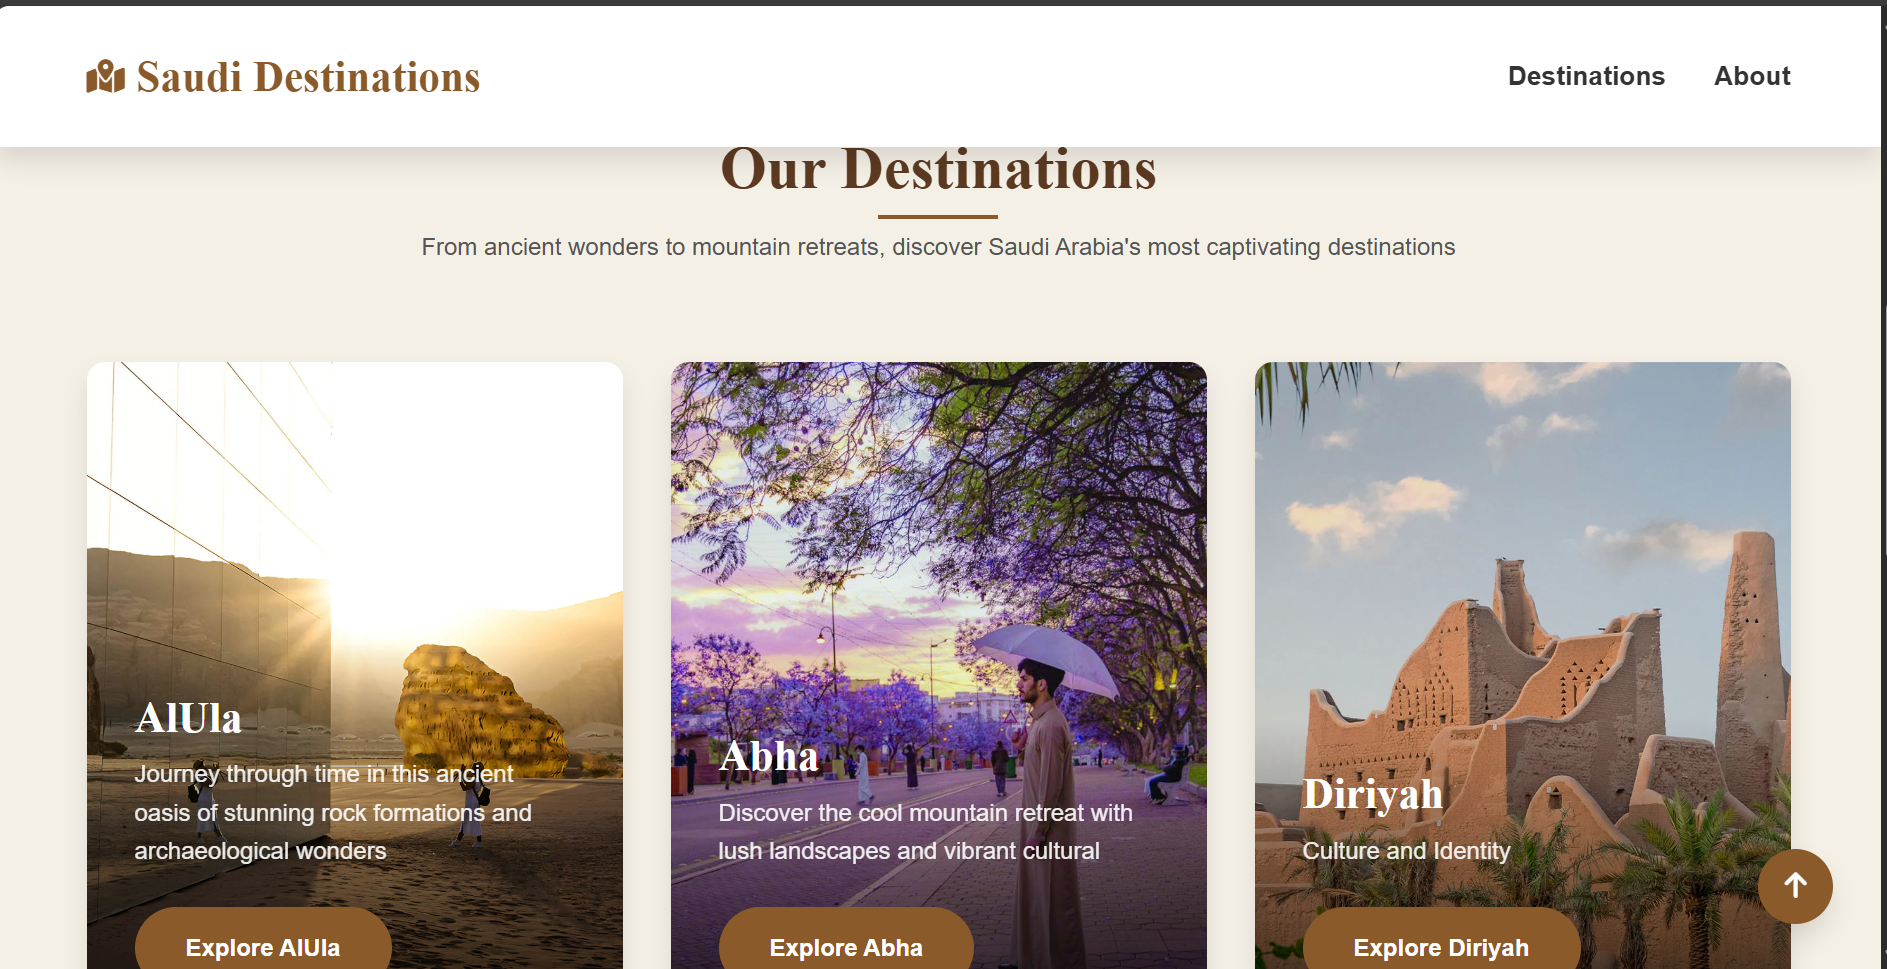 Saudi Destinations
Destinations
About
Our Destinations
From ancient wonders to mountain retreats, discover Saudi Arabia's most captivating destinations
AlUla
Journey through time in this ancient
oasis of stunning rock formations and
archaeological wonders
Explore AlUla
Abha
Discover the cool mountain retreat with
lush landscapes and vibrant cultural
Explore Abha
Diriyah
Culture and Identity
Explore Diriyah